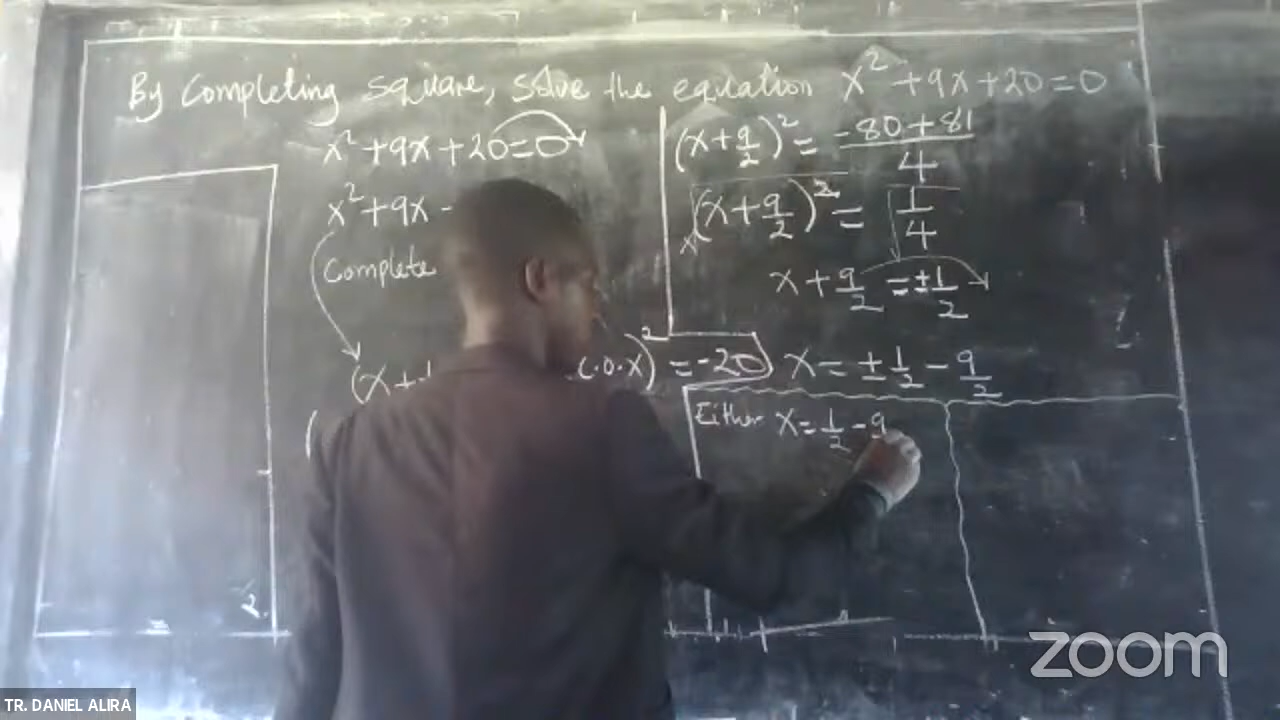 By Completing square, solve the equation x² + 9x + 20 = 0
x² + 9x + 20 = 0
x² + 9x -
Complete
(x +
(.0.x)² = -20
(
(x + 9/2)² = -80 + 81 / 4
√(x + 9/2)² = √1/4
x + 9/2 = ± 1/2
x = ± 1/2 - 9/2
Either x = 1/2 - 9
zoom
TR. DANIEL ALIRA